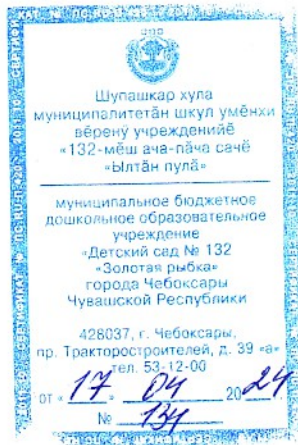 Шупашкар хула
муниципалитетӑн шкул умӗнхи
вӗренӳ учрежденийӗ
«132-мӗш ача-пӑча сачӗ
«Ылтӑн пулӑ»
муниципальное бюджетное
дошкольное образовательное
учреждение
«Детский сад № 132
«Золотая рыбка»
города Чебоксары
Чувашской Республики
428037, г. Чебоксары,
пр. Тракторостроителей, д. 39 «а»
тел. 53-12-00
от «17» 04 2024
№ 134